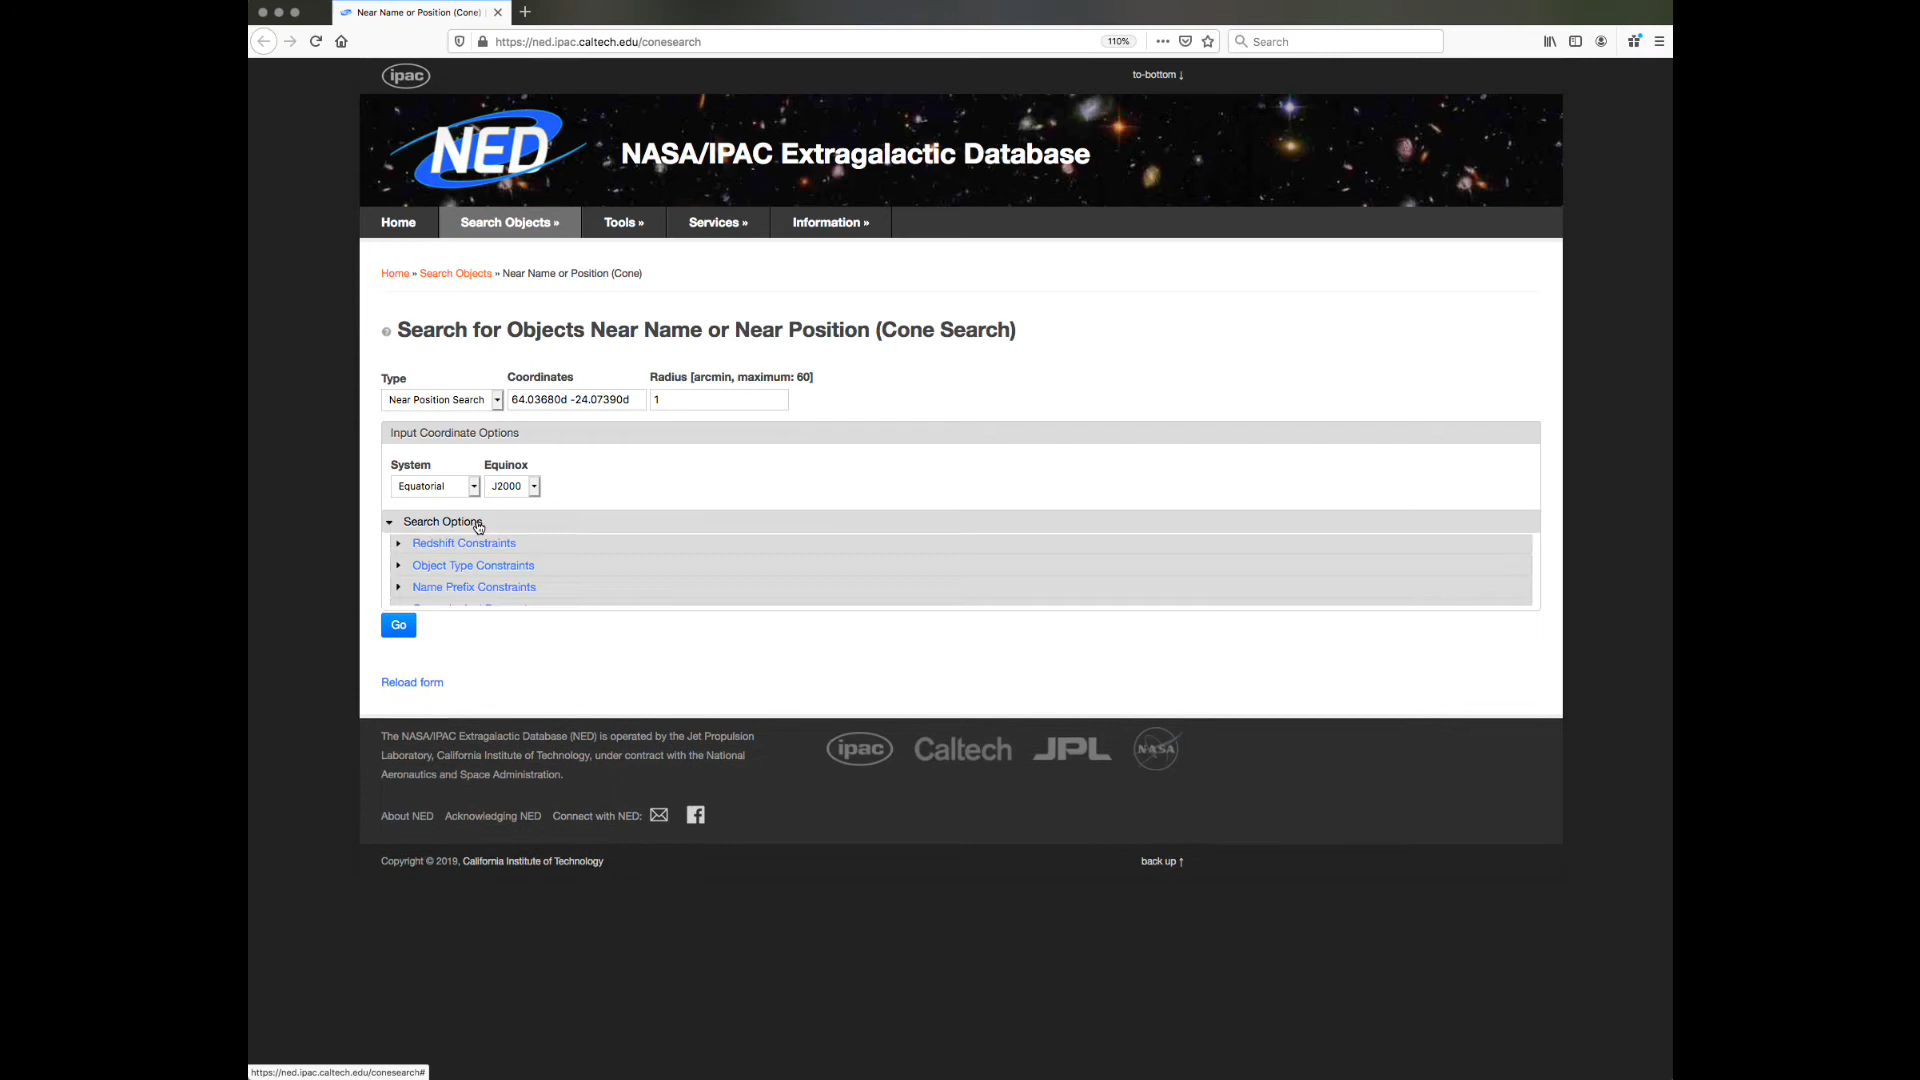 Near Name or Position (Cone)
https://ned.ipac.caltech.edu/conesearch
110%
Search
ipac
to-bottom ↓
NED
NASA/IPAC Extragalactic Database
Home
Search Objects »
Tools »
Services »
Information »
Home » Search Objects » Near Name or Position (Cone)
Search for Objects Near Name or Near Position (Cone Search)
Type
Coordinates
Radius [arcmin, maximum: 60]
Near Position Search
64.03680d -24.07390d
1
Input Coordinate Options
System
Equinox
Equatorial
J2000
Search Options
Redshift Constraints
Object Type Constraints
Name Prefix Constraints
Go
Reload form
The NASA/IPAC Extragalactic Database (NED) is operated by the Jet Propulsion
Laboratory, California Institute of Technology, under contract with the National
Aeronautics and Space Administration.
ipac
Caltech
JPL
NASA
About NED
Acknowledging NED
Connect with NED:
Copyright © 2019, California Institute of Technology
back up ↑
https://ned.ipac.caltech.edu/conesearch#